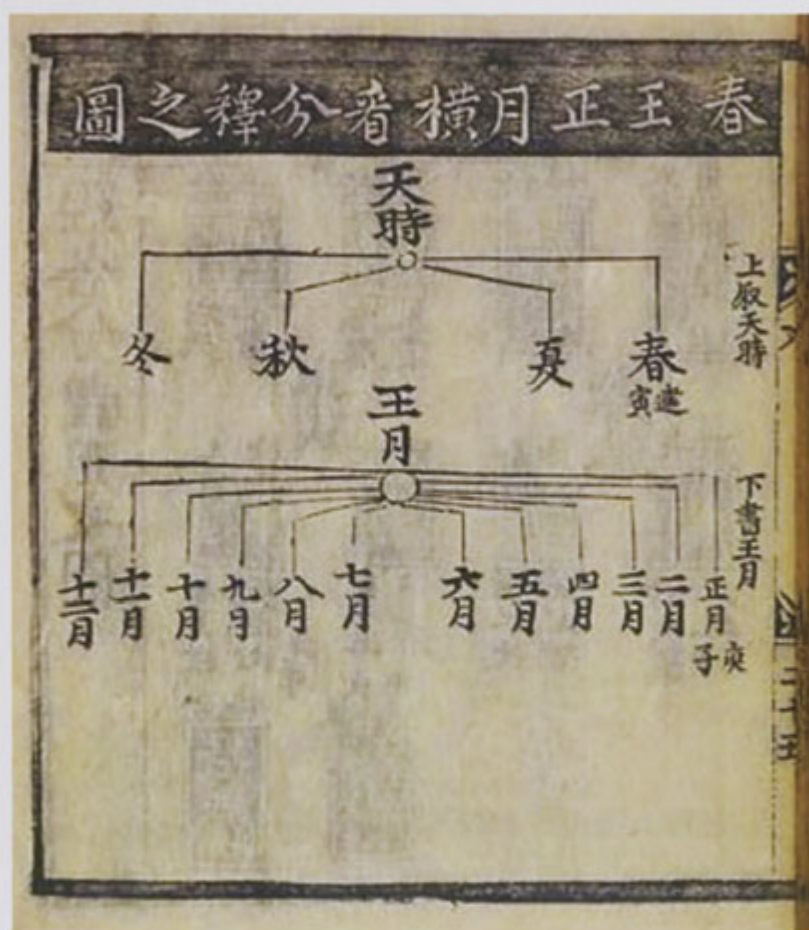 春王正月橫看分釋之圖
上取天時
天時
春
建寅
夏
秋
冬
下書王月
王月
正月
子
二月
三月
四月
五月
六月
七月
八月
九月
十月
十一月
十二月